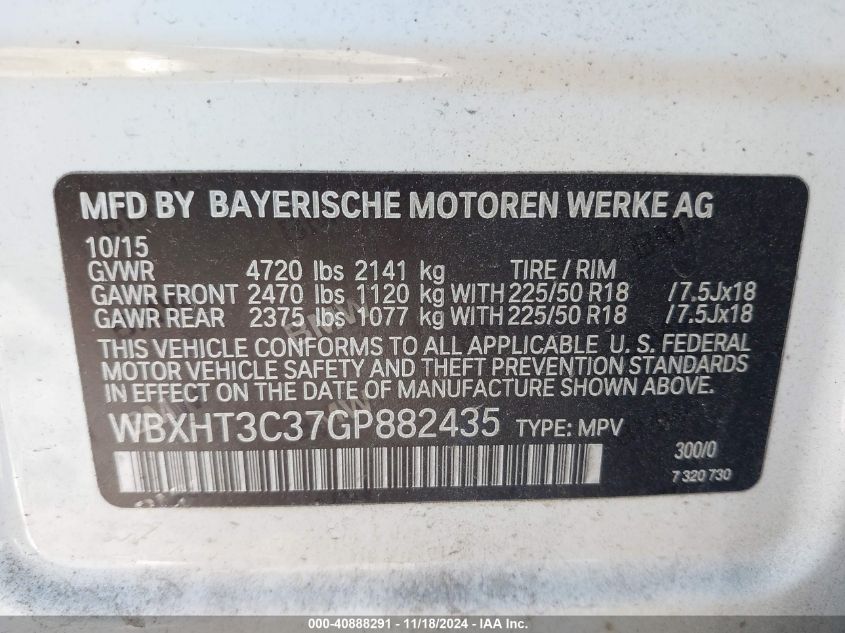 MFD BY BAYERISCHE MOTOREN WERKE AG
10/15
GVWR 4720 lbs 2141 kg TIRE / RIM
GAWR FRONT 2470 lbs 1120 kg WITH 225/50 R18 /7.5Jx18
GAWR REAR 2375 lbs 1077 kg WITH 225/50 R18 /7.5Jx18
THIS VEHICLE CONFORMS TO ALL APPLICABLE U. S. FEDERAL
MOTOR VEHICLE SAFETY AND THEFT PREVENTION STANDARDS
IN EFFECT ON THE DATE OF MANUFACTURE SHOWN ABOVE.
WBXHT3C37GP882435 TYPE: MPV
300/0
7 320 730
000-40888291 - 11/18/2024 - IAA Inc.